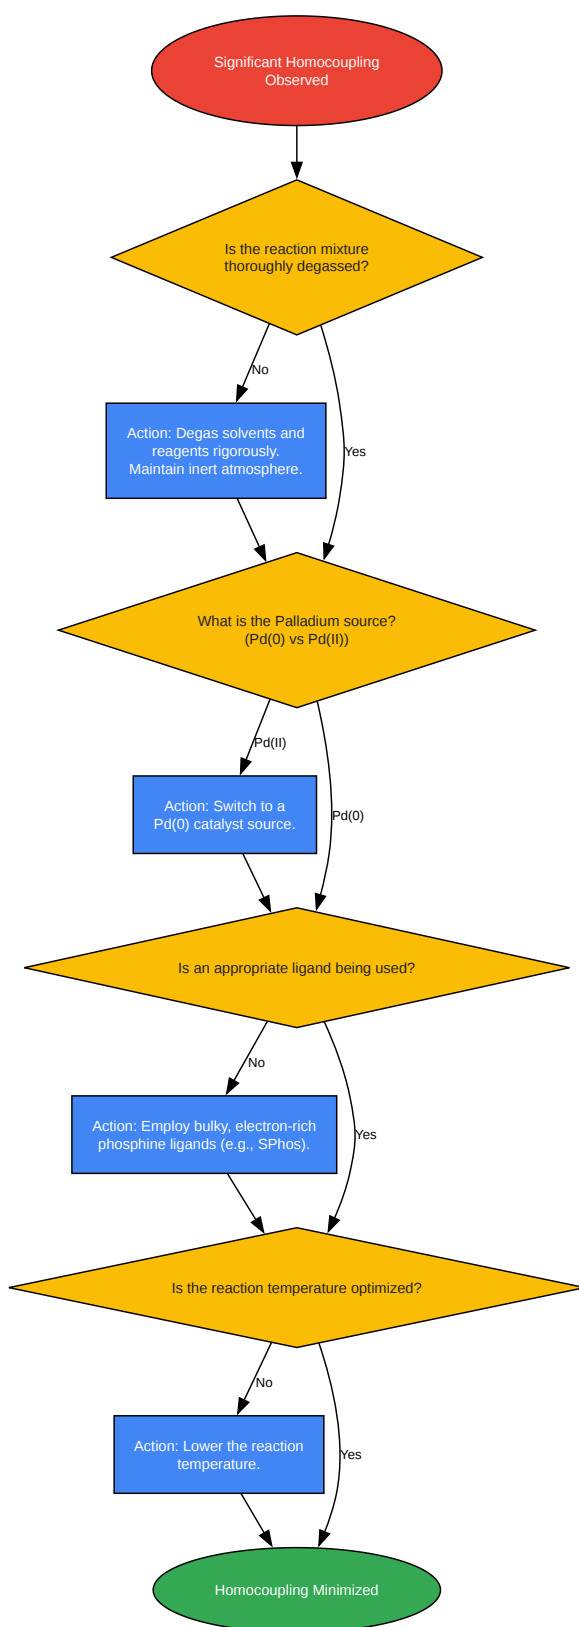 Significant Homocoupling
Observed
Is the reaction mixture
thoroughly degassed?
No
Action: Degas solvents and
reagents rigorously.
Maintain inert atmosphere.
Yes
What is the Palladium source?
(Pd(0) vs Pd(II))
Pd(II)
Action: Switch to a
Pd(0) catalyst source.
Pd(0)
Is an appropriate ligand being used?
No
Action: Employ bulky, electron-rich
phosphine ligands (e.g., SPhos).
Yes
Is the reaction temperature optimized?
No
Action: Lower the reaction
temperature.
Yes
Homocoupling Minimized